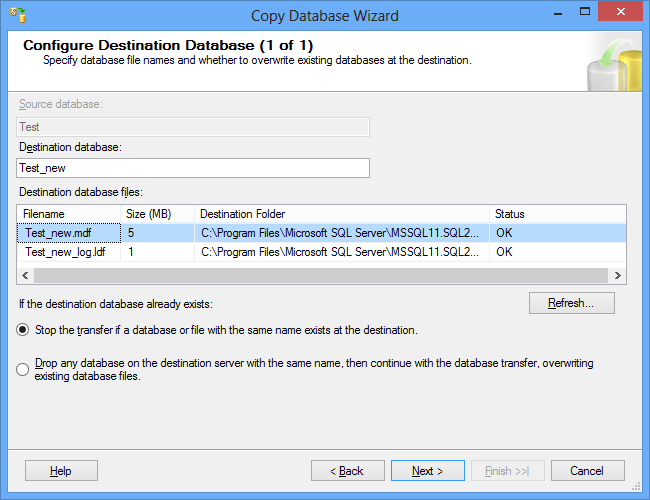 Copy Database Wizard
Configure Destination Database (1 of 1)
Specify database file names and whether to overwrite existing databases at the destination.
Source database:
Test
Destination database:
Test_new
Destination database files:
Filename Size (MB) Destination Folder Status
Test_new.mdf 5 C:\Program Files\Microsoft SQL Server\MSSQL11.SQL2... OK
Test_new_log.ldf 1 C:\Program Files\Microsoft SQL Server\MSSQL11.SQL2... OK
If the destination database already exists:
Refresh...
Stop the transfer if a database or file with the same name exists at the destination.
Drop any database on the destination server with the same name, then continue with the database transfer, overwriting
existing database files.
Help < Back Next > Finish >>| Cancel